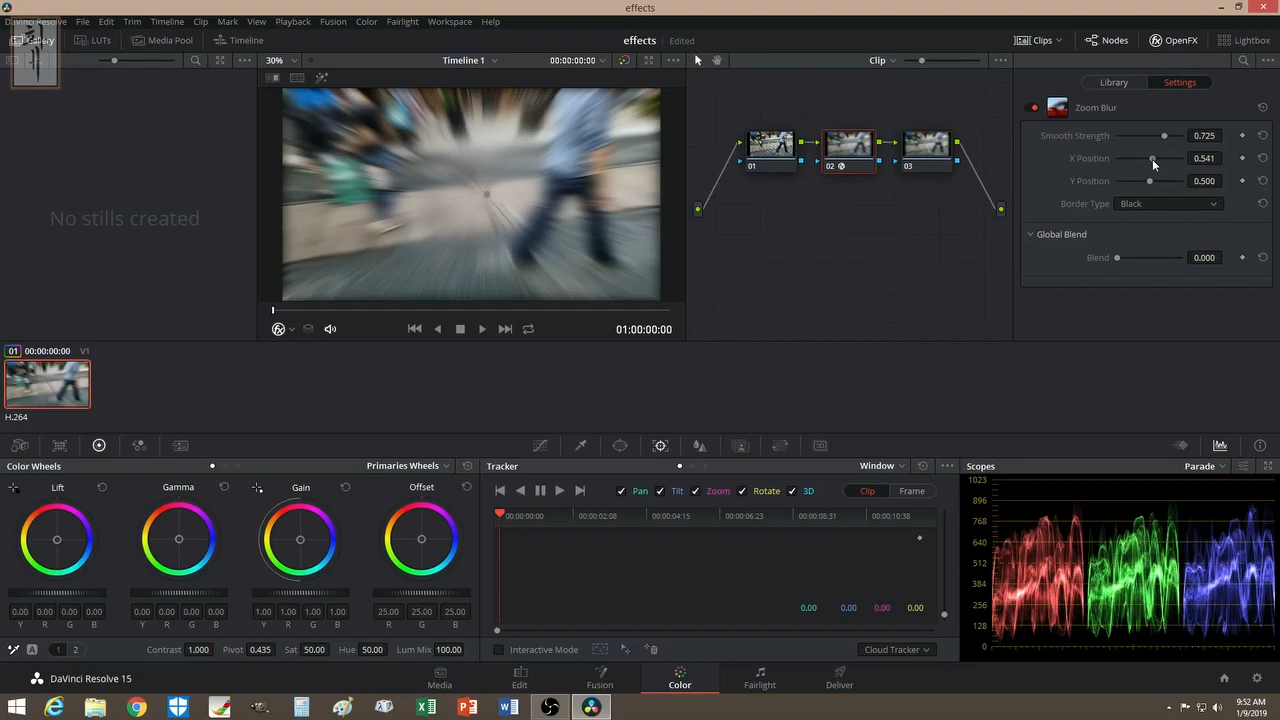 effects
DaVinci Resolve File Edit Trim Timeline Clip Mark View Playback Fusion Color Fairlight Workspace Help
Gallery LUTs Media Pool Timeline effects Edited Clips Nodes OpenFX Lightbox
30% Timeline 1 00:00:00:00 Clip
Library Settings
Zoom Blur
Smooth Strength 0.725
X Position 0.541
Y Position 0.500
Border Type Black
Global Blend
Blend 0.000
01 02 03
No stills created
01:00:00:00
01 00:00:00:00 V1
H.264
Color Wheels Primaries Wheels Tracker Window Scopes Parade
Lift Gamma Gain Offset
Pan Tilt Zoom Rotate 3D Clip Frame
00:00:00:00 00:00:02:08 00:00:04:15 00:00:06:23 00:00:08:31 00:00:10:38
1023
896
768
640
512
384
256
128
0
0.00 0.00 0.00 0.00
0.00 0.00 0.00 0.00 0.00 0.00 0.00 0.00 1.00 1.00 1.00 1.00 25.00 25.00 25.00
Y R G B Y R G B Y R G B R G B
A 1 2 Contrast 1.000 Pivot 0.435 Sat 50.00 Hue 50.00 Lum Mix 100.00
Interactive Mode Cloud Tracker
DaVinci Resolve 15 Media Edit Fusion Color Fairlight Deliver
9:52 AM
1/9/2019